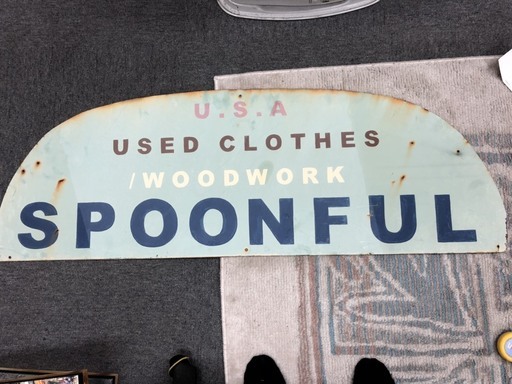 U.S.A
USED CLOTHES
/WOODWORK
SPOONFUL